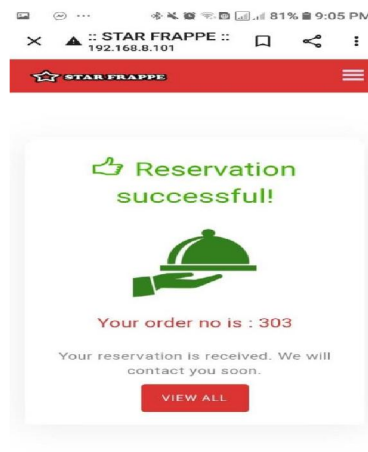 81% 9:05 PM
:: STAR FRAPPE ::
192.168.8.101
STAR FRAPPE
Reservation
successful!
Your order no is : 303
Your reservation is received. We will
contact you soon.
VIEW ALL